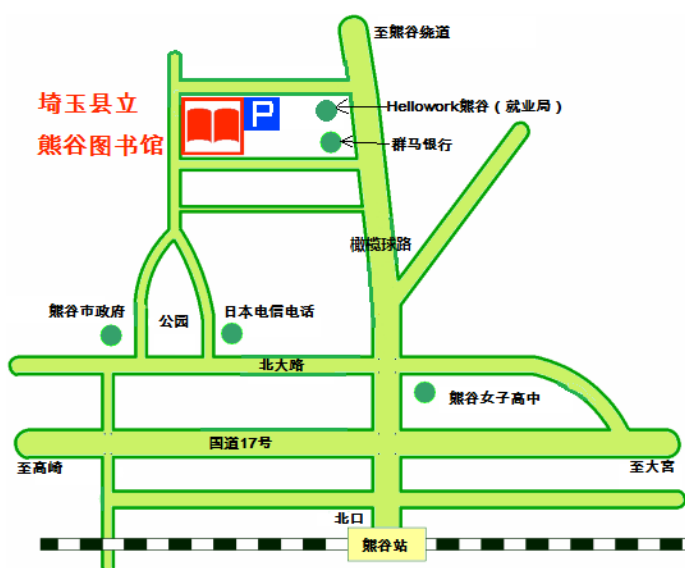 至熊谷绕道
埼玉县立
熊谷图书馆
P
Hellowork熊谷（就业局）
群马银行
橄榄球路
熊谷市政府
公园
日本电信电话
北大路
熊谷女子高中
国道17号
至高崎
至大宫
北口
熊谷站